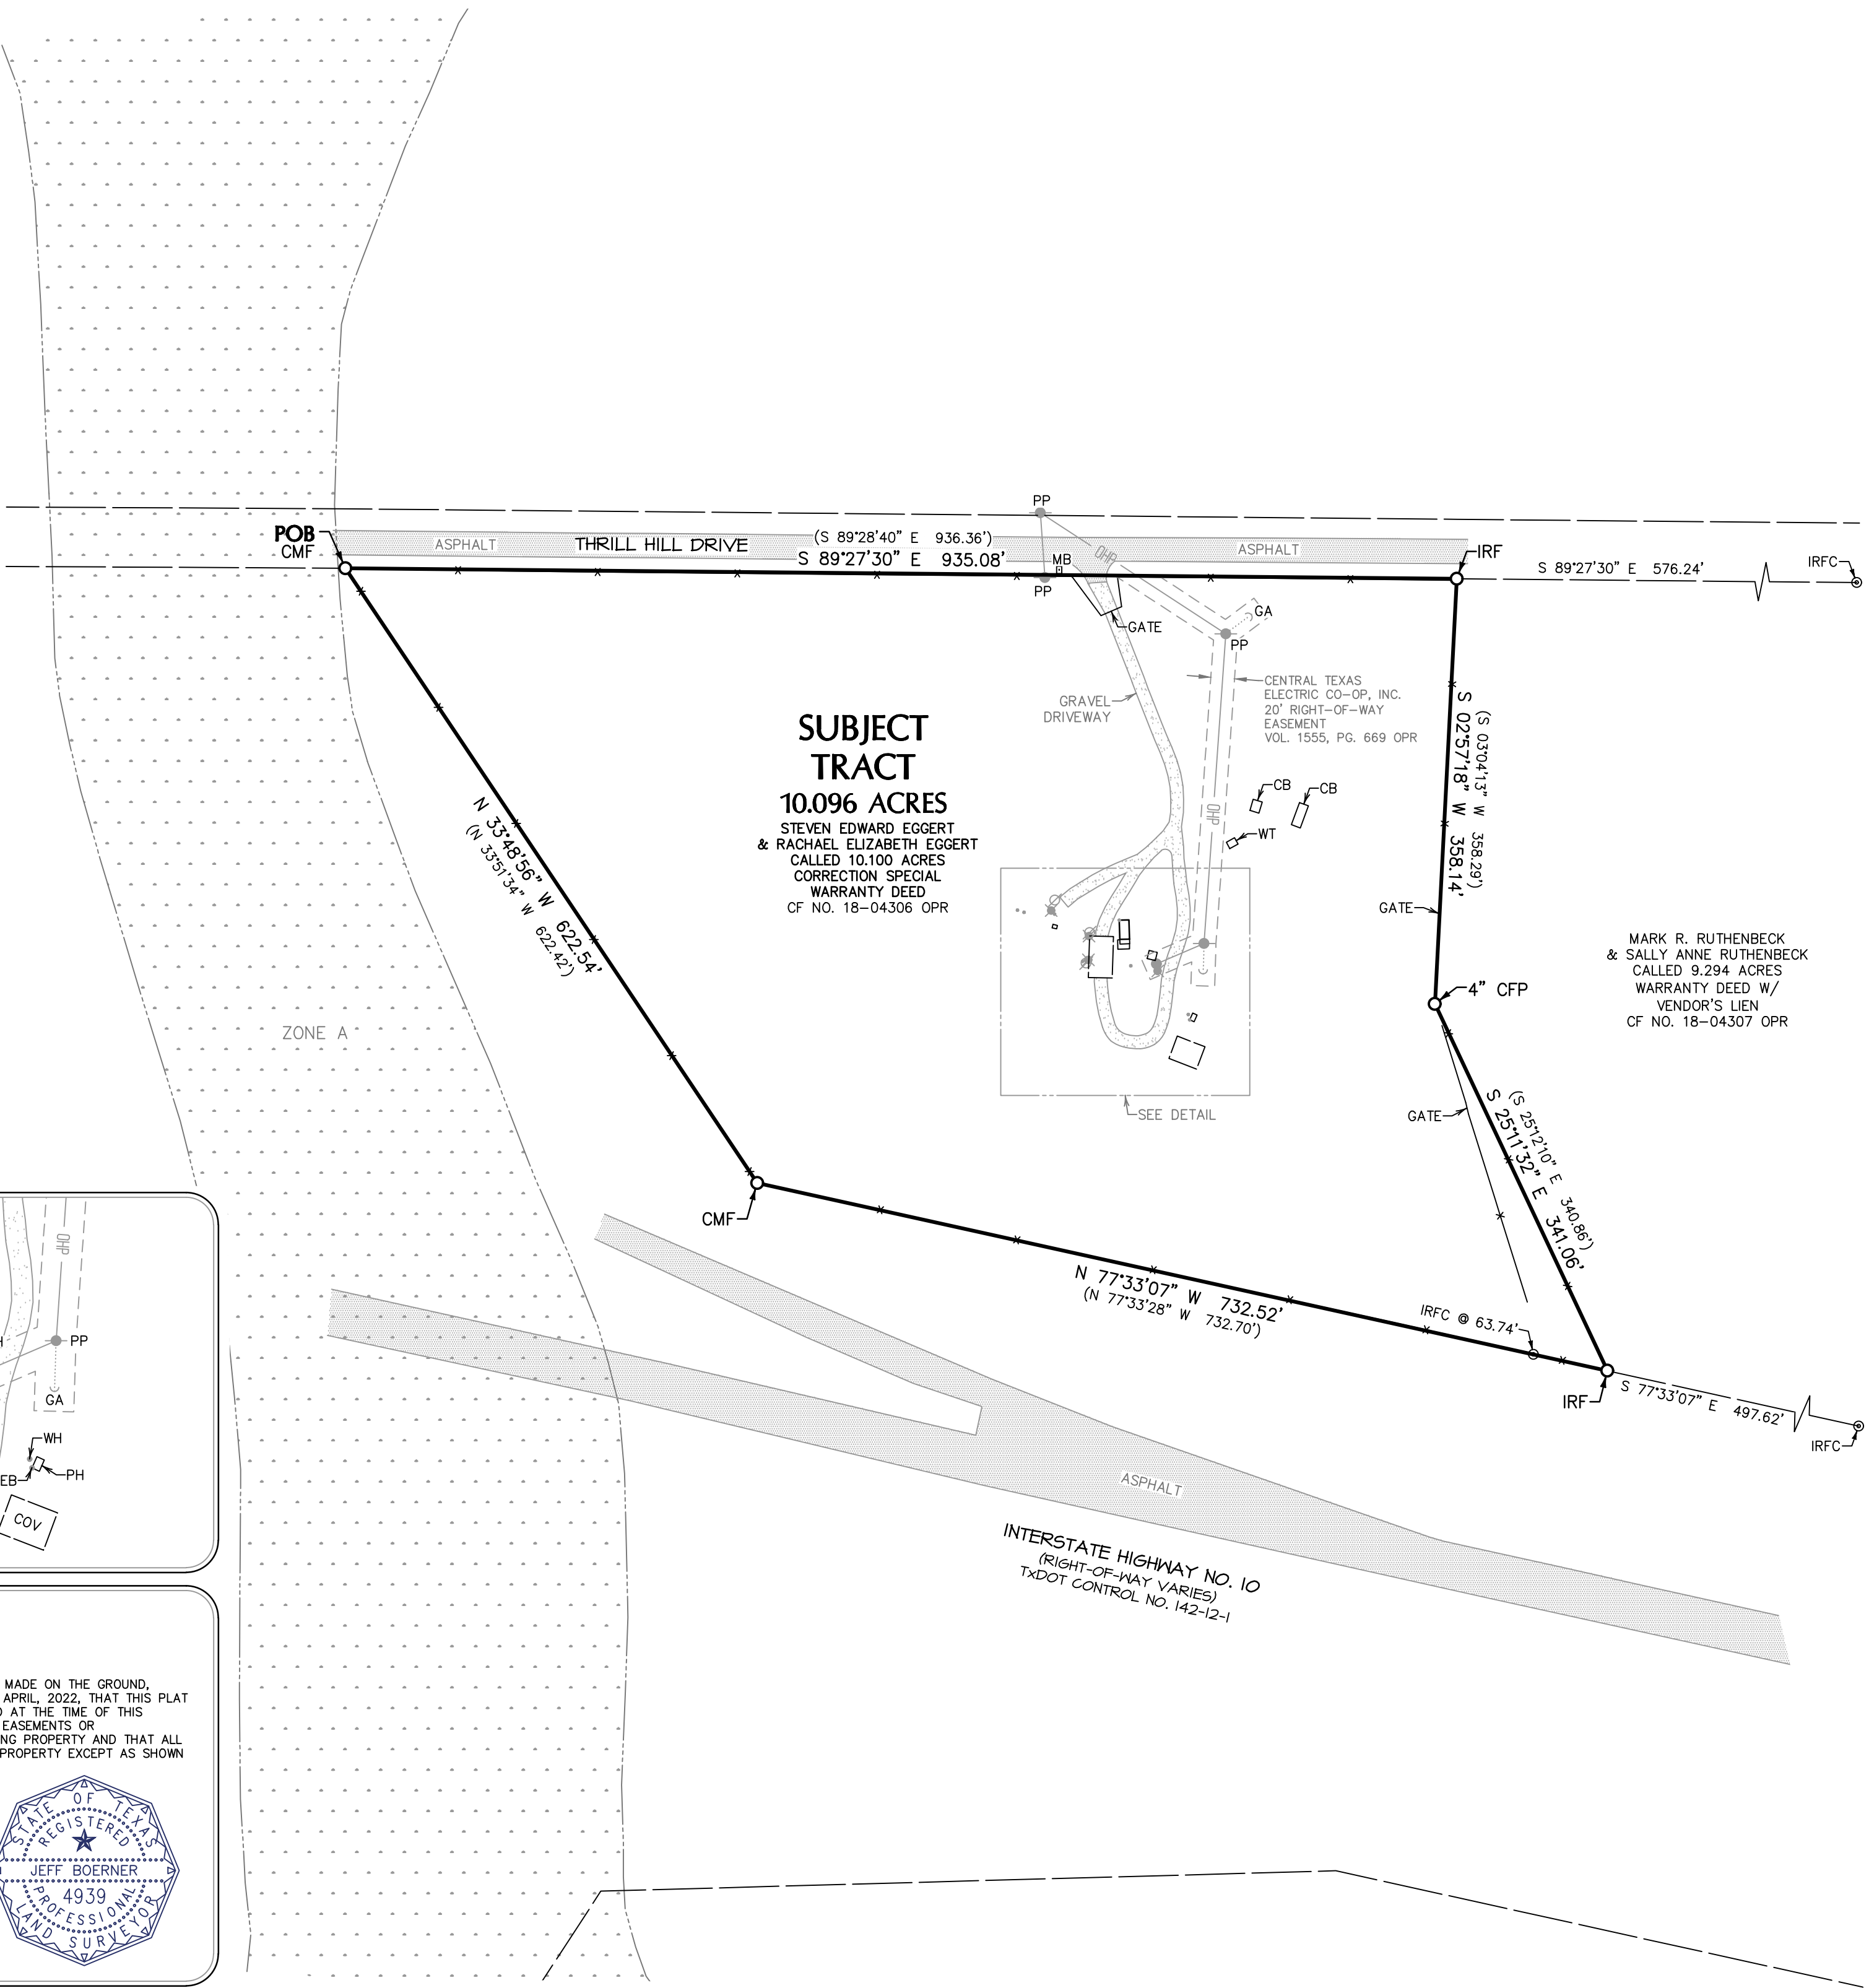 PP
POB
CMF
ASPHALT
THRILL HILL DRIVE
(S 89°28'40" E 936.36')
S 89°27'30" E 935.08'
OHP
MB
PP
ASPHALT
IRF
S 89°27'30" E 576.24'
IRFC
GATE
GA
PP
GRAVEL
DRIVEWAY
CENTRAL TEXAS
ELECTRIC CO-OP, INC.
20' RIGHT-OF-WAY
EASEMENT
VOL. 1555, PG. 669 OPR
(S 03°04'13" W 358.29')
S 02°57'18" W 358.14'
SUBJECT
TRACT
10.096 ACRES
STEVEN EDWARD EGGERT
& RACHAEL ELIZABETH EGGERT
CALLED 10.100 ACRES
CORRECTION SPECIAL
WARRANTY DEED
CF NO. 18-04306 OPR
N 33°48'56" W 622.54'
(N 33°51'34" W 622.42')
CB
CB
OHP
WT
GATE
MARK R. RUTHENBECK
& SALLY ANNE RUTHENBECK
CALLED 9.294 ACRES
WARRANTY DEED W/
VENDOR'S LIEN
CF NO. 18-04307 OPR
4" CFP
ZONE A
SEE DETAIL
GATE
(S 25°12'10" E 340.86')
S 25°11'32" E 341.06'
CMF
N 77°33'07" W 732.52'
(N 77°33'28" W 732.70')
IRFC @ 63.74'
IRF
S 77°33'07" E 497.62'
IRFC
OHP
PP
GA
WH
PH
EB
COV
ASPHALT
INTERSTATE HIGHWAY NO. 10
(RIGHT-OF-WAY VARIES)
TxDOT CONTROL NO. 142-12-1
MADE ON THE GROUND,
APRIL, 2022, THAT THIS PLAT
AT THE TIME OF THIS
EASEMENTS OR
NG PROPERTY AND THAT ALL
PROPERTY EXCEPT AS SHOWN
STATE OF TEXAS
REGISTERED
JEFF BOERNER
4939
PROFESSIONAL
LAND SURVEYOR